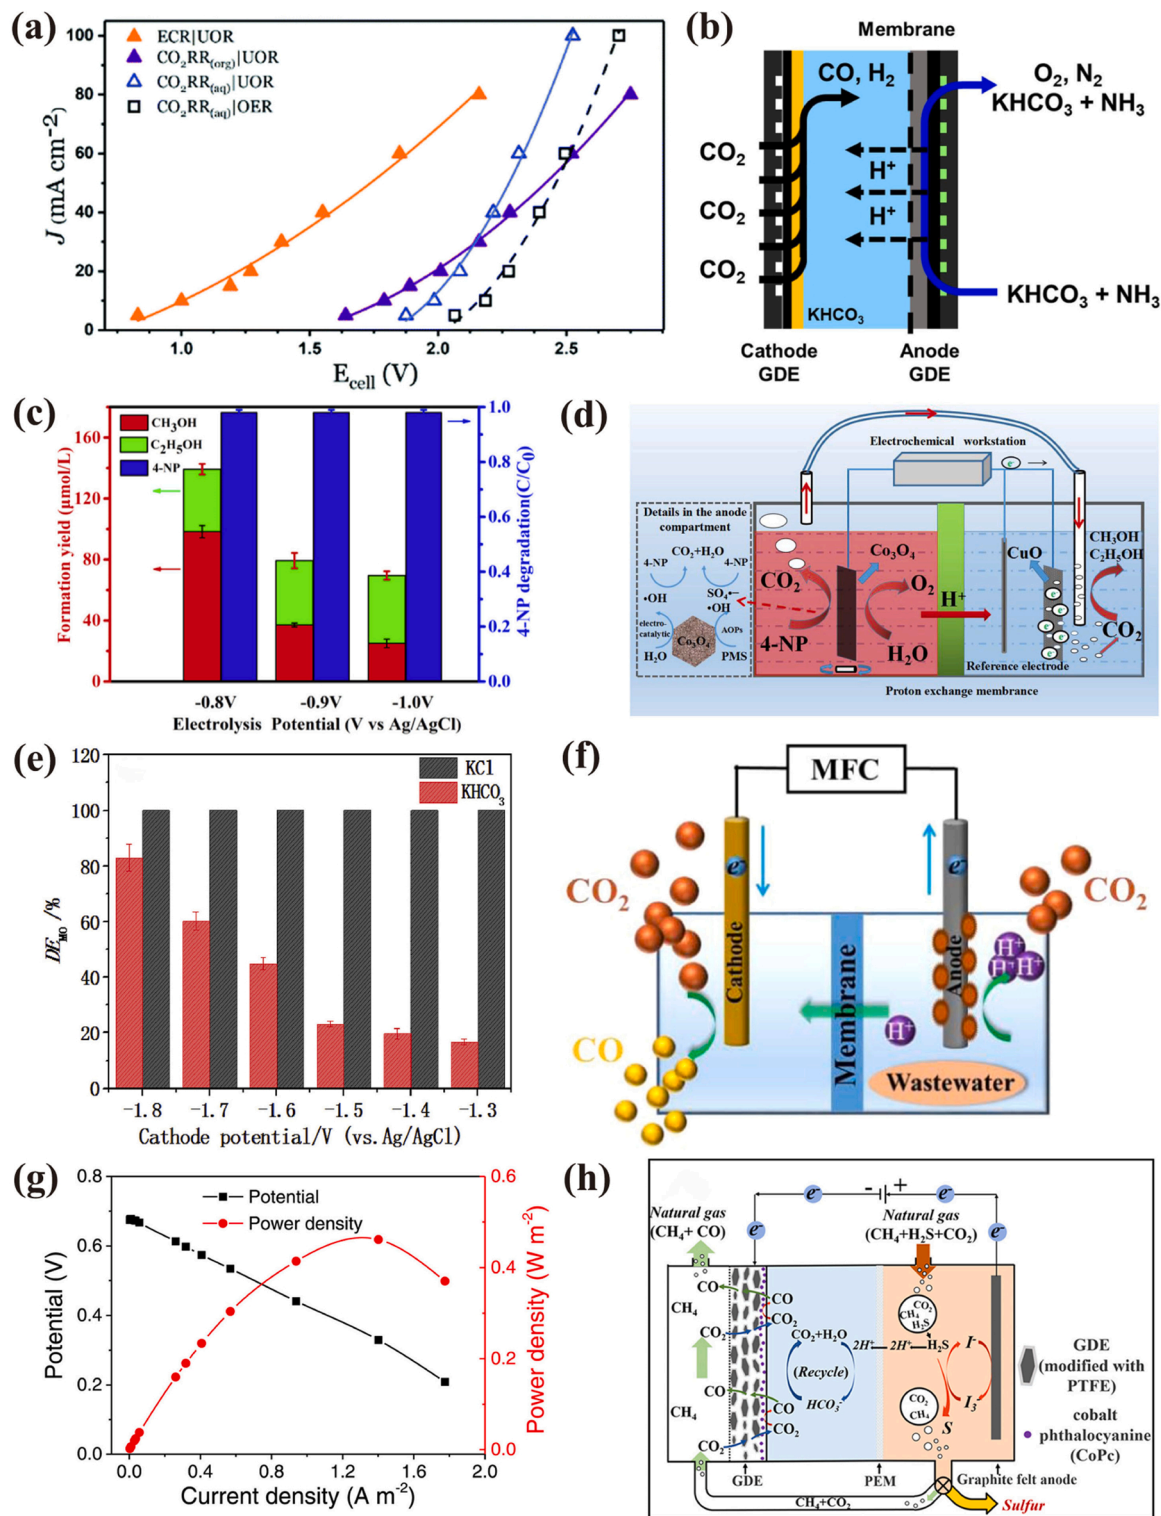 (a)
100
80
60
40
20
0
J (mA cm⁻²)
ECR|UOR
CO₂RR₍ₒᵣg₎|UOR
CO₂RR₍aq₎|UOR
CO₂RR₍aq₎|OER
1.0
1.5
2.0
2.5
E_cell (V)
(b)
Membrane
CO, H₂
O₂, N₂
KHCO₃ + NH₃
CO₂
H⁺
CO₂
H⁺
CO₂
KHCO₃ + NH₃
KHCO₃
Cathode
GDE
Anode
GDE
(c)
Formation yield (μmol/L)
160
120
80
40
0
CH₃OH
C₂H₅OH
4-NP
1.0
0.8
0.6
0.4
0.2
0.0
4-NP degradation(C/C₀)
-0.8V
-0.9V
-1.0V
Electrolysis Potential (V vs Ag/AgCl)
(d)
Electrochemical workstation
e
Details in the anode
compartment
CO₂+H₂O
4-NP
4-NP
•OH
SO₄•−
•OH
electro-
catalytic
Co₃O₄
AOPs
H₂O
PMS
CO₂
4-NP
Co₃O₄
O₂
H₂O
H⁺
CuO
CH₃OH
C₂H₅OH
e
e
e
e
e
CO₂
Reference electrode
Proton exchange membrance
(e)
120
100
80
60
40
20
0
DE_MO /%
KCl
KHCO₃
-1.8
-1.7
-1.6
-1.5
-1.4
-1.3
Cathode potential/V (vs.Ag/AgCl)
(f)
MFC
e⁻
e⁻
CO₂
CO₂
Cathode
Membrane
Anode
H⁺
H⁺
H⁺
H⁺
CO
Wastewater
(g)
0.8
0.6
0.4
0.2
0.0
Potential (V)
Potential
Power density
0.6
0.4
0.2
0.0
Power density (W m⁻²)
0.0
0.4
0.8
1.2
1.6
2.0
Current density (A m⁻²)
(h)
e⁻
- +
e⁻
Natural gas
(CH₄+ CO)
e⁻
Natural gas
(CH₄+H₂S+CO₂)
e⁻
CO
CO
CH₄
CO₂
CO₂
CO₂
CH₄
H₂S
CO₂+H₂O
2H⁺
2H⁺
H₂S
I⁻
(Recycle)
HCO₃⁻
CO
CO
CH₄
CO₂
CO₂
CO₂
CH₄
S
I₃⁻
GDE
(modified with
PTFE)
cobalt
phthalocyanine
(CoPc)
GDE
PEM
Graphite felt anode
CH₄+CO₂
Sulfur